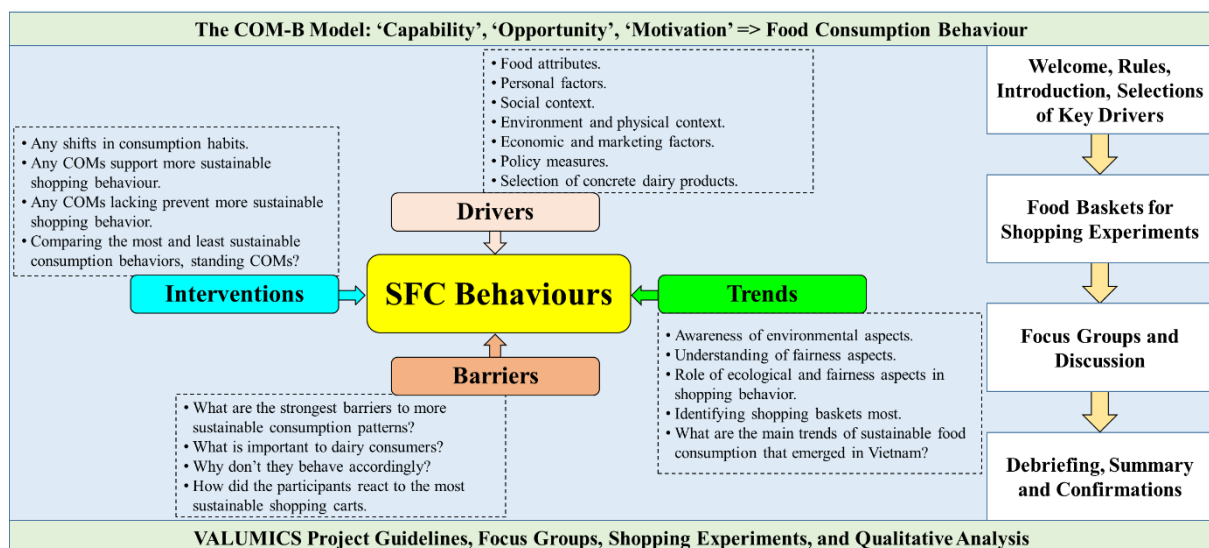 The COM-B Model: ‘Capability’, ‘Opportunity’, ‘Motivation’ => Food Consumption Behaviour
• Food attributes.
• Personal factors.
• Social context.
• Environment and physical context.
• Economic and marketing factors.
• Policy measures.
• Selection of concrete dairy products.
Drivers
• Any shifts in consumption habits.
• Any COMs support more sustainable
shopping behaviour.
• Any COMs lacking prevent more sustainable
shopping behavior.
• Comparing the most and least sustainable
consumption behaviors, standing COMs?
Interventions
SFC Behaviours
Trends
• Awareness of environmental aspects.
• Understanding of fairness aspects.
• Role of ecological and fairness aspects in
shopping behavior.
• Identifying shopping baskets most.
• What are the main trends of sustainable food
consumption that emerged in Vietnam?
Barriers
• What are the strongest barriers to more
sustainable consumption patterns?
• What is important to dairy consumers?
• Why don’t they behave accordingly?
• How did the participants react to the most
sustainable shopping carts.
Welcome, Rules,
Introduction, Selections
of Key Drivers
Food Baskets for
Shopping Experiments
Focus Groups and
Discussion
Debriefing, Summary
and Confirmations
VALUMICS Project Guidelines, Focus Groups, Shopping Experiments, and Qualitative Analysis